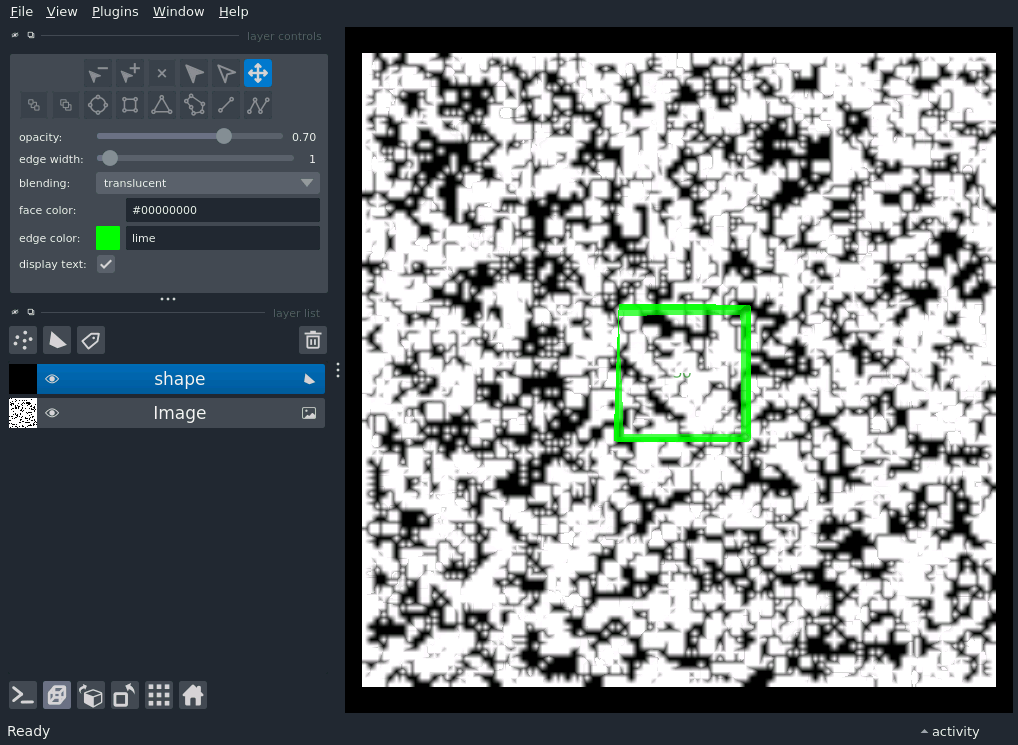 File View Plugins Window Help
layer controls
opacity: 0.70
edge width: 1
blending: translucent
face color: #00000000
edge color: lime
display text:
layer list
shape
Image
Ready
activity